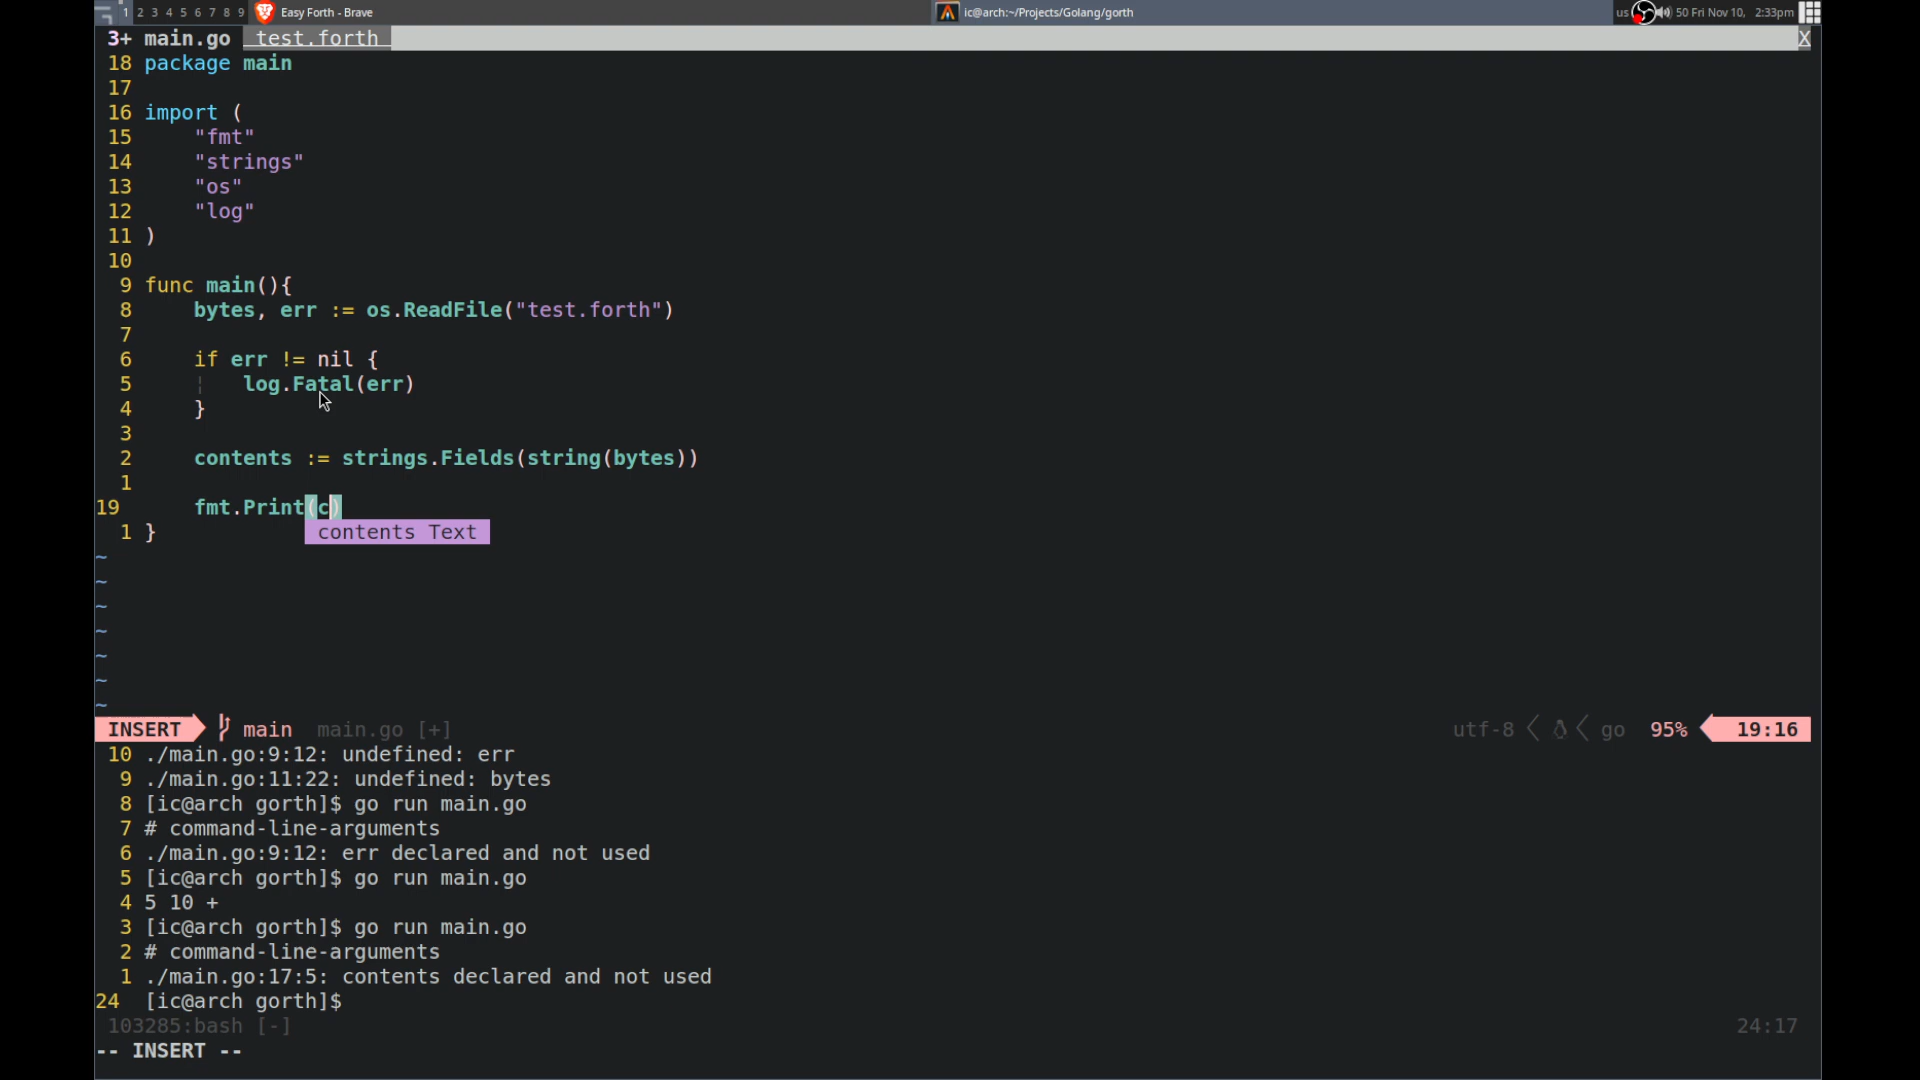 1 2 3 4 5 6 7 8 9 Easy Forth - Brave ic@arch:~/Projects/Golang/gorth us 50 Fri Nov 10, 2:33pm
3+ main.go test.forth X
18 package main
17
16 import (
15 "fmt"
14 "strings"
13 "os"
12 "log"
11 )
10
9 func main(){
8 bytes, err := os.ReadFile("test.forth")
7
6 if err != nil {
5 ¦ log.Fatal(err)
4 }
3
2 contents := strings.Fields(string(bytes))
1
19 fmt.Print(c)
1 }
contents Text
~
~
~
~
~
~
~
INSERT main main.go [+] utf-8 go 95% 19:16
10 ./main.go:9:12: undefined: err
9 ./main.go:11:22: undefined: bytes
8 [ic@arch gorth]$ go run main.go
7 # command-line-arguments
6 ./main.go:9:12: err declared and not used
5 [ic@arch gorth]$ go run main.go
4 5 10 +
3 [ic@arch gorth]$ go run main.go
2 # command-line-arguments
1 ./main.go:17:5: contents declared and not used
24 [ic@arch gorth]$
103285:bash [-] 24:17
-- INSERT --